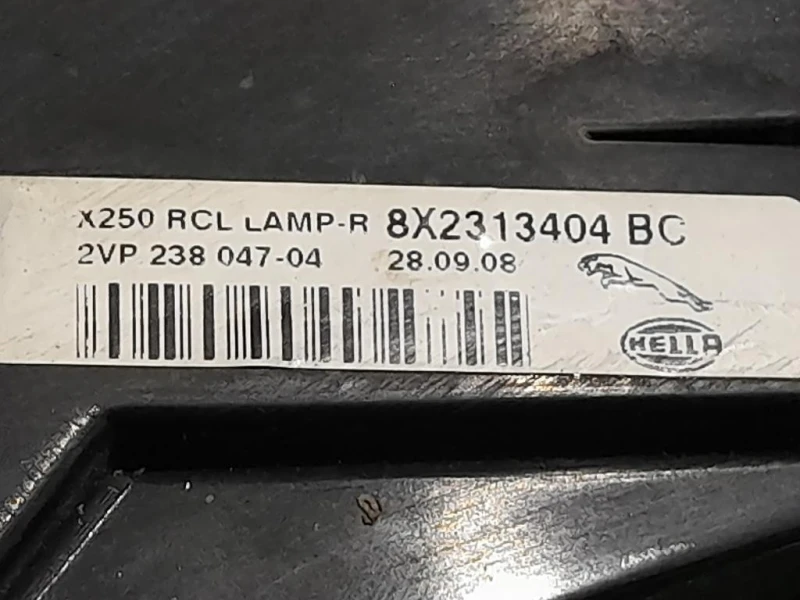 X250 RCL LAMP-R 8X2313404 BC
2VP 238 047-04 28.09.08
HELLA